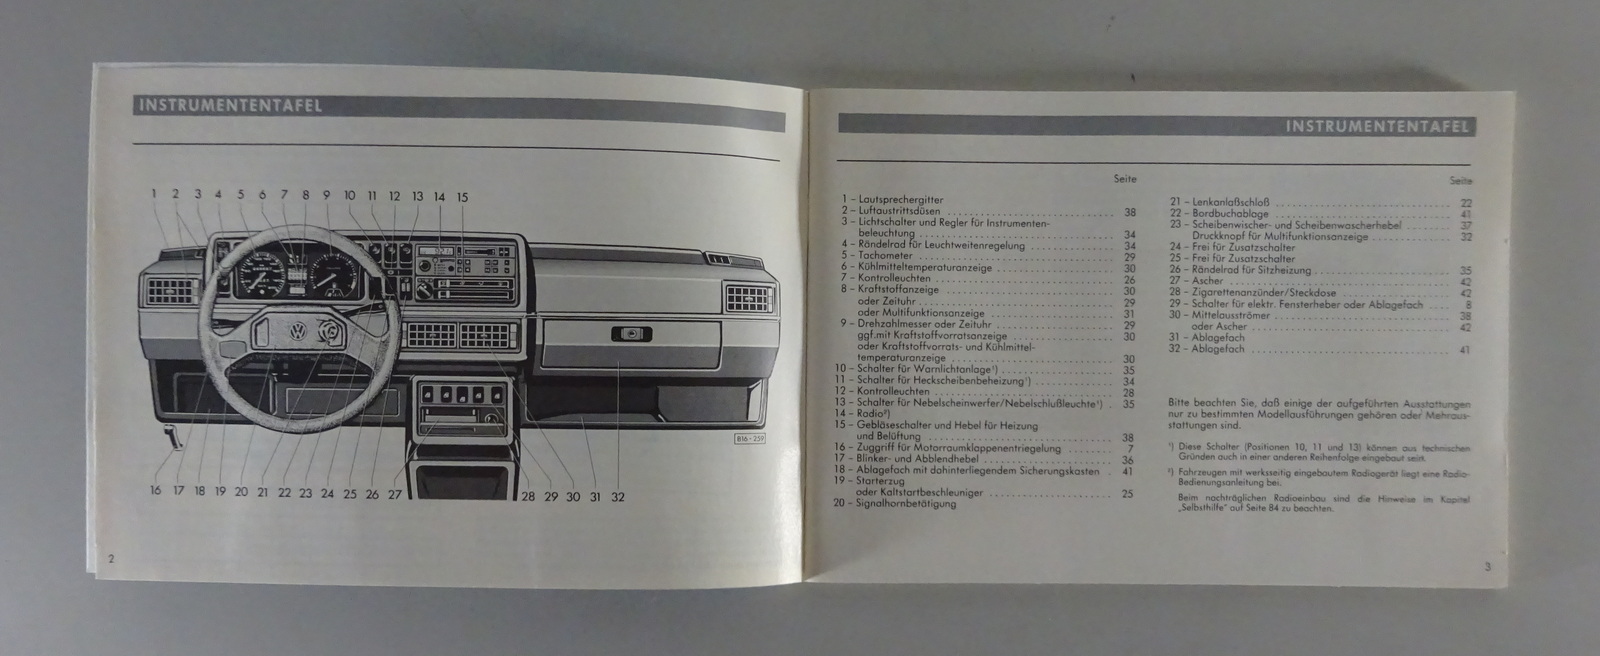 INSTRUMENTENTAFEL
1 2 3 4 5 6 7 8 9 10 11 12 13 14 15
B16 - 259
16 17 18 19 20 21 22 23 24 25 26 27 28 29 30 31 32
2
INSTRUMENTENTAFEL
Seite
1 – Lautsprechergitter
2 – Luftaustrittsdüsen 38
3 – Lichtschalter und Regler für Instrumenten-
beleuchtung 34
4 – Rändelrad für Leuchtweitenregelung 34
5 – Tachometer 29
6 – Kühlmitteltemperaturanzeige 30
7 – Kontrolleuchten 26
8 – Kraftstoffanzeige 30
oder Zeituhr 29
oder Multifunktionsanzeige 31
9 – Drehzahlmesser oder Zeituhr 29
ggf.mit Kraftstoffvorratsanzeige 30
oder Kraftstoffvorrats- und Kühlmittel-
temperaturanzeige 30
10 – Schalter für Warnlichtanlage¹) 35
11 – Schalter für Heckscheibenbeheizung¹) 34
12 – Kontrolleuchten 28
13 – Schalter für Nebelscheinwerfer/Nebelschlußleuchte¹) 35
14 – Radio²)
15 – Gebläseschalter und Hebel für Heizung
und Belüftung 38
16 – Zuggriff für Motorraumklappenentriegelung 7
17 – Blinker- und Abblendhebel 36
18 – Ablagefach mit dahinterliegendem Sicherungskasten 41
19 – Starterzug
oder Kaltstartbeschleuniger 25
20 – Signalhornbetätigung
Seite
21 – Lenkanlaßschloß 22
22 – Bordbuchablage 41
23 – Scheibenwischer- und Scheibenwascherhebel 37
Druckknopf für Multifunktionsanzeige 32
24 – Frei für Zusatzschalter
25 – Frei für Zusatzschalter
26 – Rändelrad für Sitzheizung 35
27 – Ascher 42
28 – Zigarettenanzünder/Steckdose 42
29 – Schalter für elektr. Fensterheber oder Ablagefach 8
30 – Mittelausströmer 38
oder Ascher 42
31 – Ablagefach
32 – Ablagefach 41
Bitte beachten Sie, daß einige der aufgeführten Ausstattungen
nur zu bestimmten Modellausführungen gehören oder Mehraus-
stattungen sind.
¹) Diese Schalter (Positionen 10, 11 und 13) können aus technischen
Gründen auch in einer anderen Reihenfolge eingebaut sein.
²) Fahrzeugen mit werksseitig eingebautem Radiogerät liegt eine Radio-
Bedienungsanleitung bei.
Beim nachträglichen Radioeinbau sind die Hinweise im Kapitel
„Selbsthilfe" auf Seite 84 zu beachten.
3